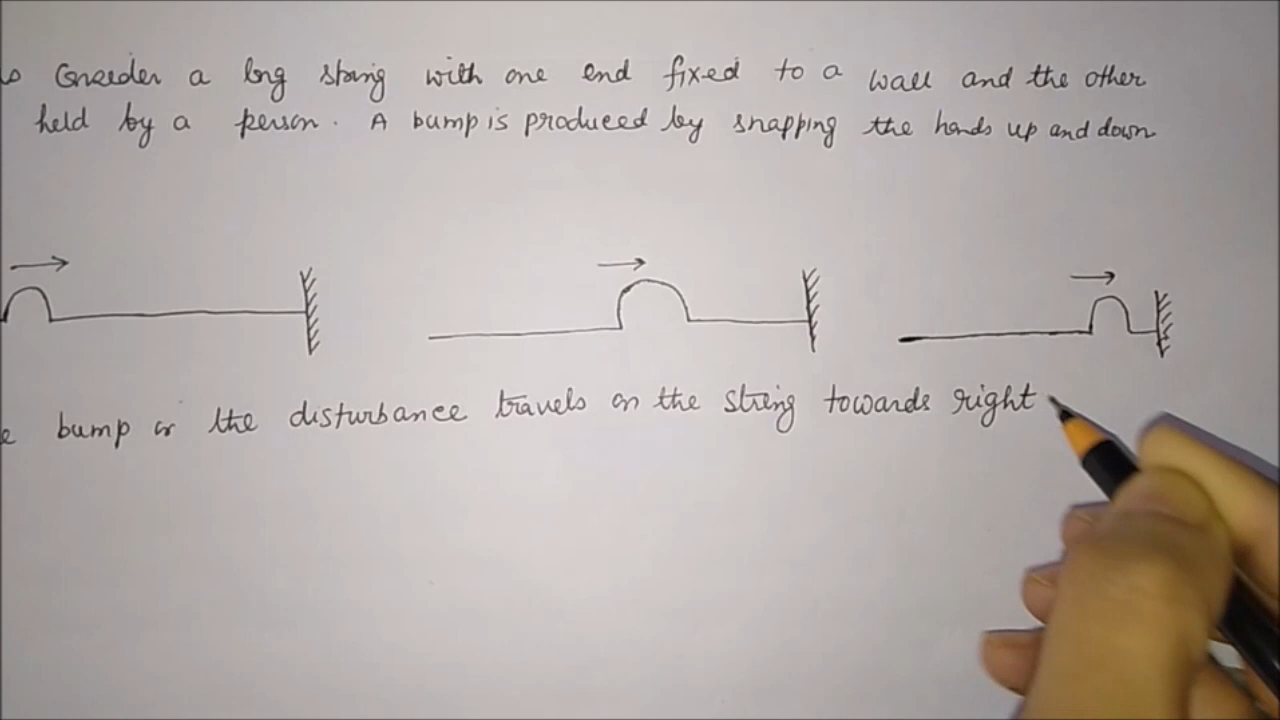 Consider a long string with one end fixed to a wall and the other
held by a person. A bump is produced by snapping the hands up and down
bump or the disturbance travels on the string towards right